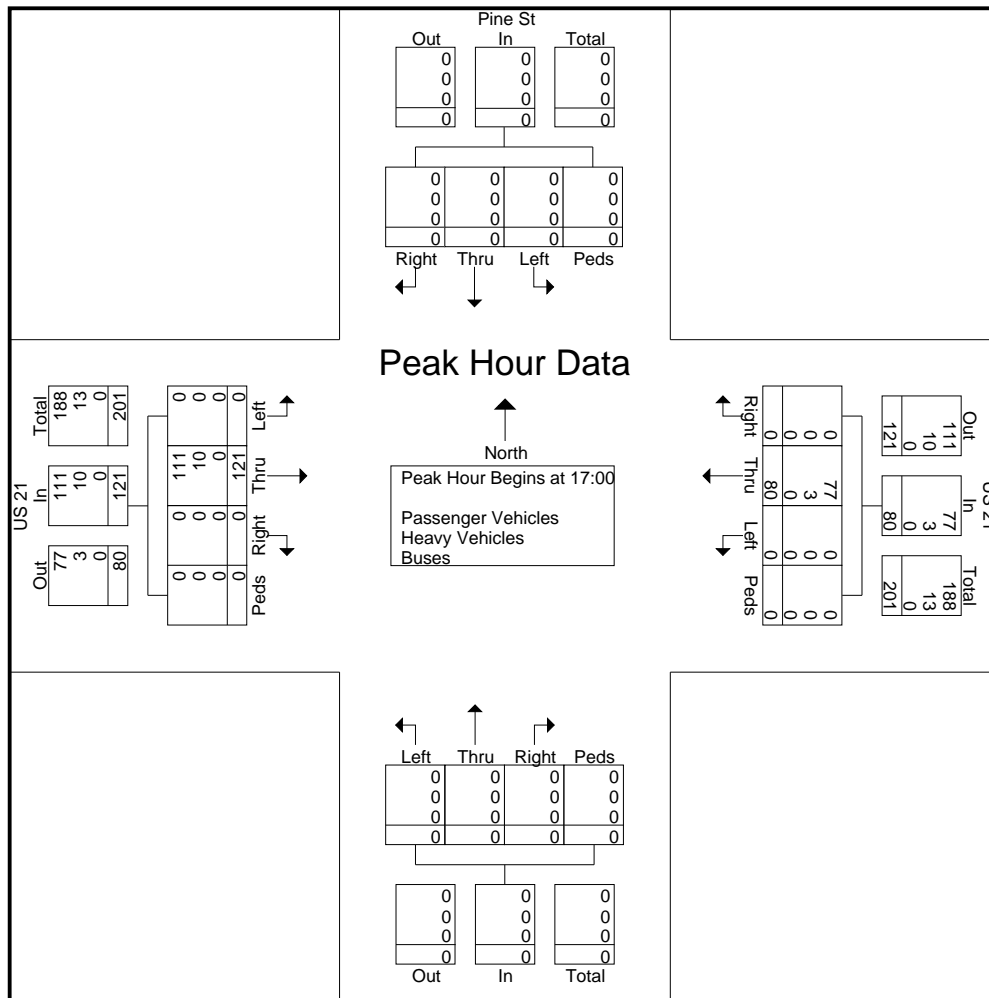 Pine St
Out In Total
0 0 0
0 0 0
0 0 0
0 0 0
0 0 0 0
0 0 0 0
0 0 0 0
0 0 0 0
Right Thru Left Peds
Peak Hour Data
North
Peak Hour Begins at 17:00
Passenger Vehicles
Heavy Vehicles
Buses
US 21
Out In Total
77 111 188
3 10 13
0 0 0
80 121 201
0 111 0 0
0 10 0 0
0 0 0 0
0 121 0 0
Left Thru Right Peds
US 21
Out In Total
111 77 188
10 3 13
0 0 0
121 80 201
0 77 0 0
0 3 0 0
0 0 0 0
0 80 0 0
Right Thru Left Peds
Left Thru Right Peds
0 0 0 0
0 0 0 0
0 0 0 0
0 0 0 0
0 0 0
0 0 0
0 0 0
0 0 0
Out In Total